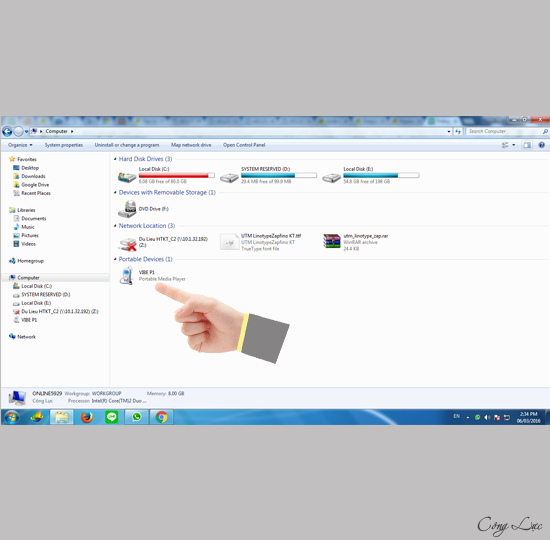 Computer
Search Computer
Organize
System properties
Uninstall or change a program
Map network drive
Open Control Panel
Favorites
Desktop
Downloads
Google Drive
Recent Places
Libraries
Documents
Music
Pictures
Videos
Homegroup
Computer
Local Disk (C:)
SYSTEM RESERVED (D:)
Local Disk (E:)
Du Lieu HTKT_C2 (\\10.1.32.192) (Z:)
VIBE P1
Network
Hard Disk Drives (3)
Local Disk (C:)
6.08 GB free of 80.0 GB
SYSTEM RESERVED (D:)
29.4 MB free of 99.9 MB
Local Disk (E:)
54.8 GB free of 198 GB
Devices with Removable Storage (1)
DVD Drive (F:)
Network Location (3)
Du Lieu HTKT_C2 (\\10.1.32.192)
(Z:)
UTM LinotypeZapfino KT.ttf
UTM LinotypeZapfino KT
TrueType font file
utm_linotype_zap.rar
WinRAR archive
24.6 KB
Portable Devices (1)
VIBE P1
Portable Media Player
ONLINE5929 Workgroup: WORKGROUP Memory: 8.00 GB
Công Lực Processor: Intel(R) Core(TM)2 Duo ...
EN
2:34 PM
06/03/2016
Công Lực